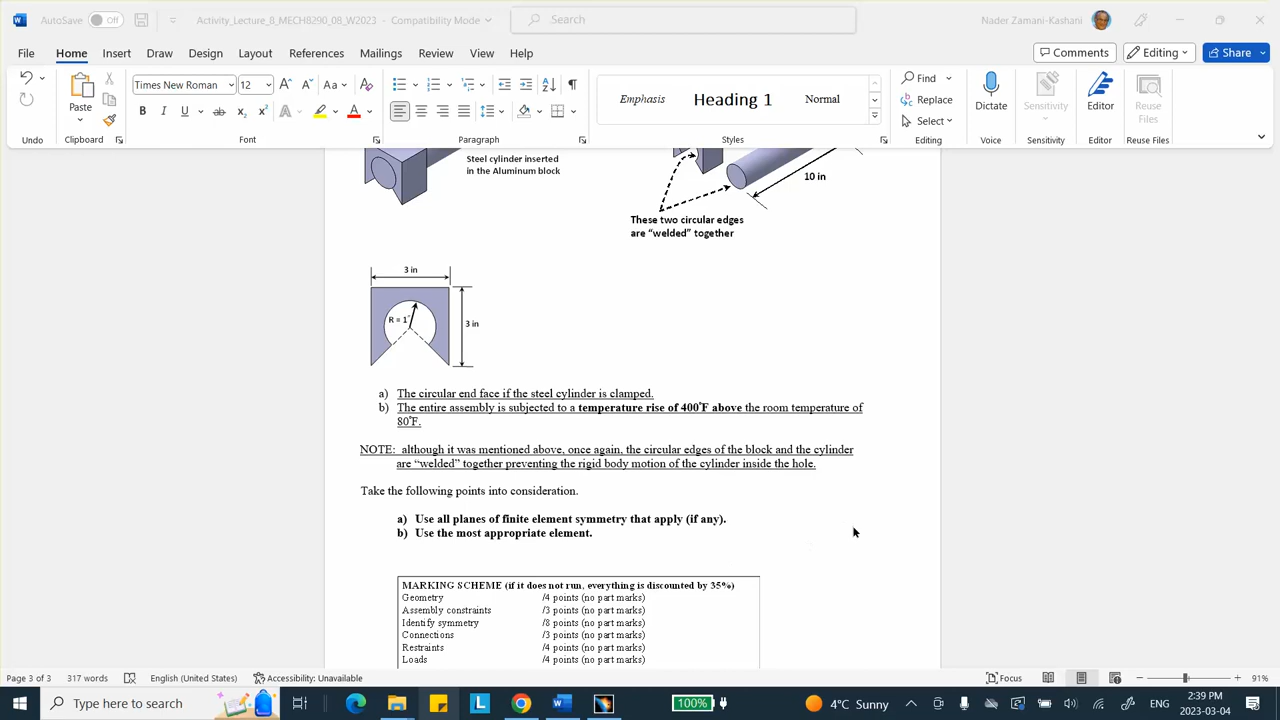 AutoSave Off Activity_Lecture_8_MECH8290_08_W2023 - Compatibility Mode Search Nader Zamani-Kashani
File Home Insert Draw Design Layout References Mailings Review View Help Comments Editing Share
Times New Roman 12 Aa Find
Paste Emphasis Heading 1 Normal Replace Dictate Sensitivity Editor Reuse Files
B I U ab x₂ x² A A Select
Undo Clipboard Font Paragraph Styles Editing Voice Sensitivity Editor Reuse Files
Steel cylinder inserted
in the Aluminum block
10 in
These two circular edges
are “welded” together
3 in
R = 1"
3 in
a) The circular end face if the steel cylinder is clamped.
b) The entire assembly is subjected to a temperature rise of 400°F above the room temperature of
80°F.
NOTE: although it was mentioned above, once again, the circular edges of the block and the cylinder
are “welded” together preventing the rigid body motion of the cylinder inside the hole.
Take the following points into consideration.
a) Use all planes of finite element symmetry that apply (if any).
b) Use the most appropriate element.
MARKING SCHEME (if it does not run, everything is discounted by 35%)
Geometry /4 points (no part marks)
Assembly constraints /3 points (no part marks)
Identify symmetry /8 points (no part marks)
Connections /3 points (no part marks)
Restraints /4 points (no part marks)
Loads /4 points (no part marks)
Page 3 of 3 317 words English (United States) Accessibility: Unavailable Focus 91%
Type here to search 100% 4°C Sunny ENG 2:39 PM
2023-03-04